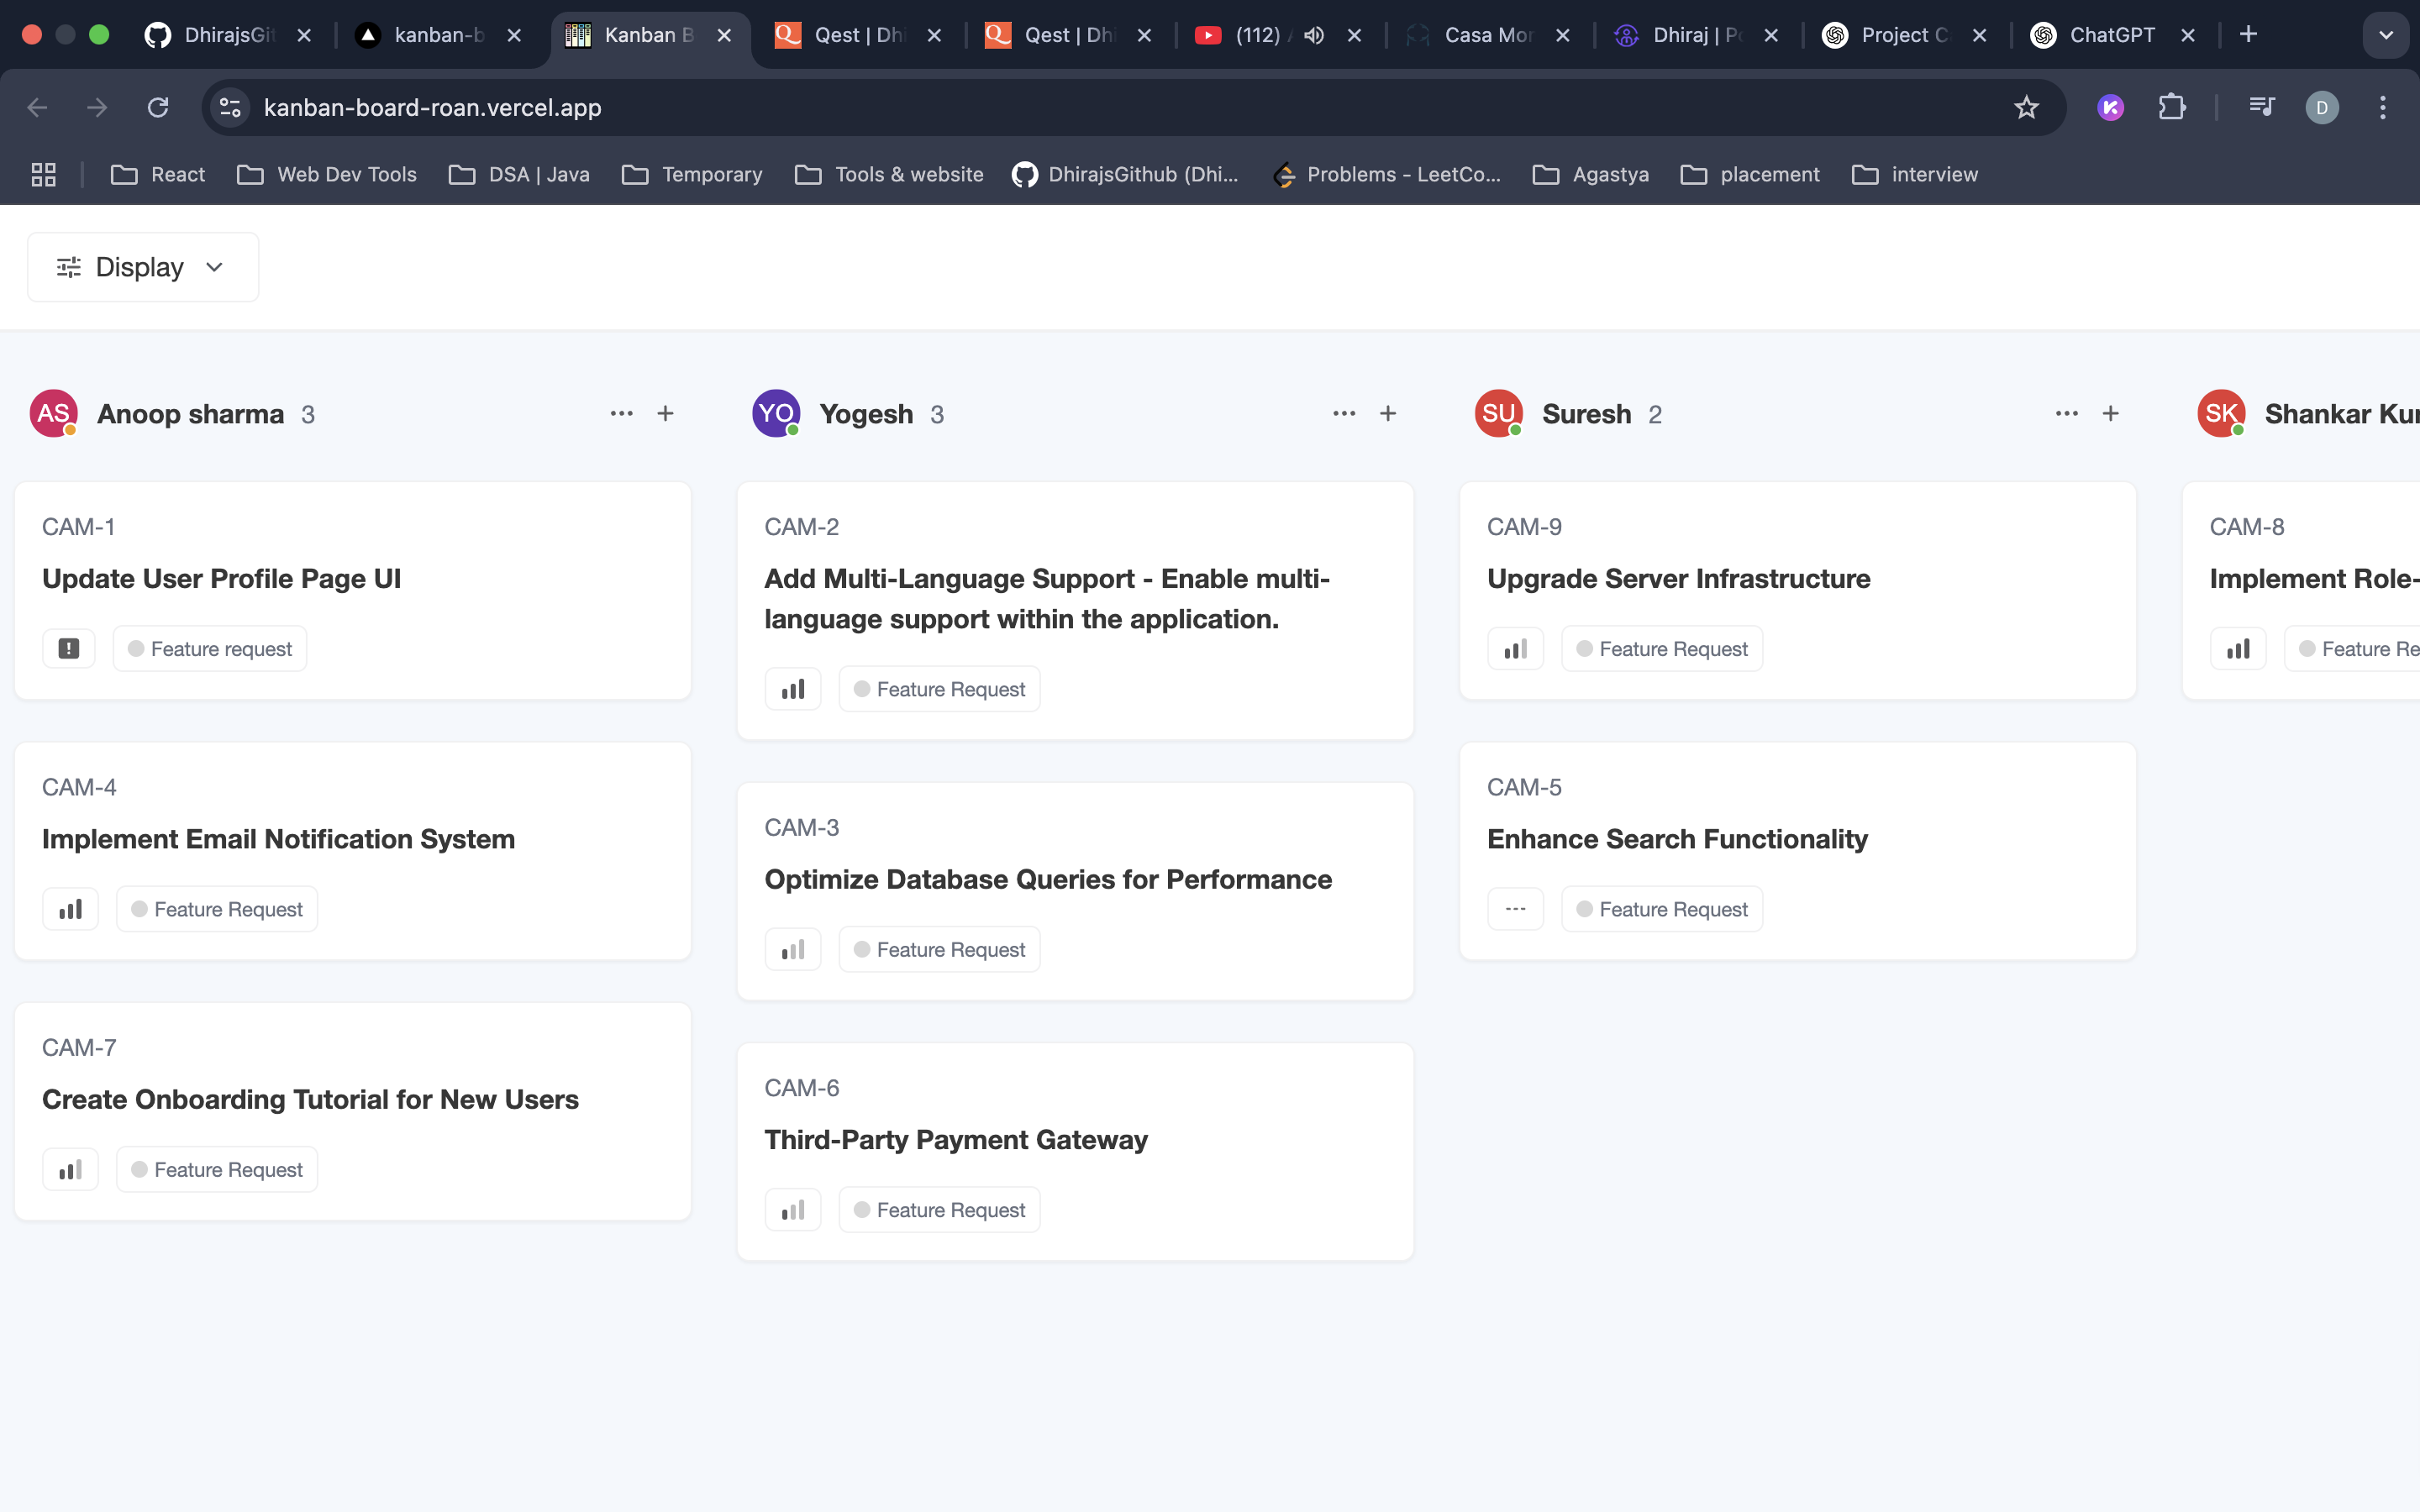 DhirajsGit
kanban-b
Kanban B
Qest | Dhi
Qest | Dhi
(112)
Casa Mor
Dhiraj | Po
Project C
ChatGPT
kanban-board-roan.vercel.app
D
React
Web Dev Tools
DSA | Java
Temporary
Tools & website
DhirajsGithub (Dhi...
Problems - LeetCo...
Agastya
placement
interview
Display
AS Anoop sharma 3
CAM-1
Update User Profile Page UI
Feature request
CAM-4
Implement Email Notification System
Feature Request
CAM-7
Create Onboarding Tutorial for New Users
Feature Request
YO Yogesh 3
CAM-2
Add Multi-Language Support - Enable multi-
language support within the application.
Feature Request
CAM-3
Optimize Database Queries for Performance
Feature Request
CAM-6
Third-Party Payment Gateway
Feature Request
SU Suresh 2
CAM-9
Upgrade Server Infrastructure
Feature Request
CAM-5
Enhance Search Functionality
Feature Request
SK Shankar Kur
CAM-8
Implement Role-
Feature Re